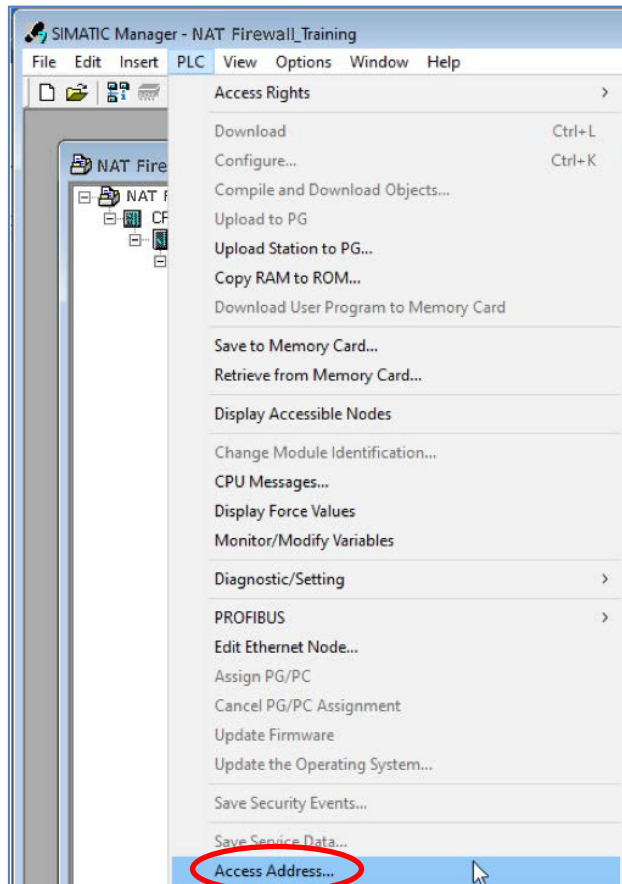 SIMATIC Manager - NAT Firewall_Training
File Edit Insert PLC View Options Window Help
Access Rights
Download Ctrl+L
Configure... Ctrl+K
Compile and Download Objects...
Upload to PG
Upload Station to PG...
Copy RAM to ROM...
Download User Program to Memory Card
Save to Memory Card...
Retrieve from Memory Card...
Display Accessible Nodes
Change Module Identification...
CPU Messages...
Display Force Values
Monitor/Modify Variables
Diagnostic/Setting
PROFIBUS
Edit Ethernet Node...
Assign PG/PC
Cancel PG/PC Assignment
Update Firmware
Update the Operating System...
Save Security Events...
Save Service Data...
Access Address...
NAT Fire
NAT F